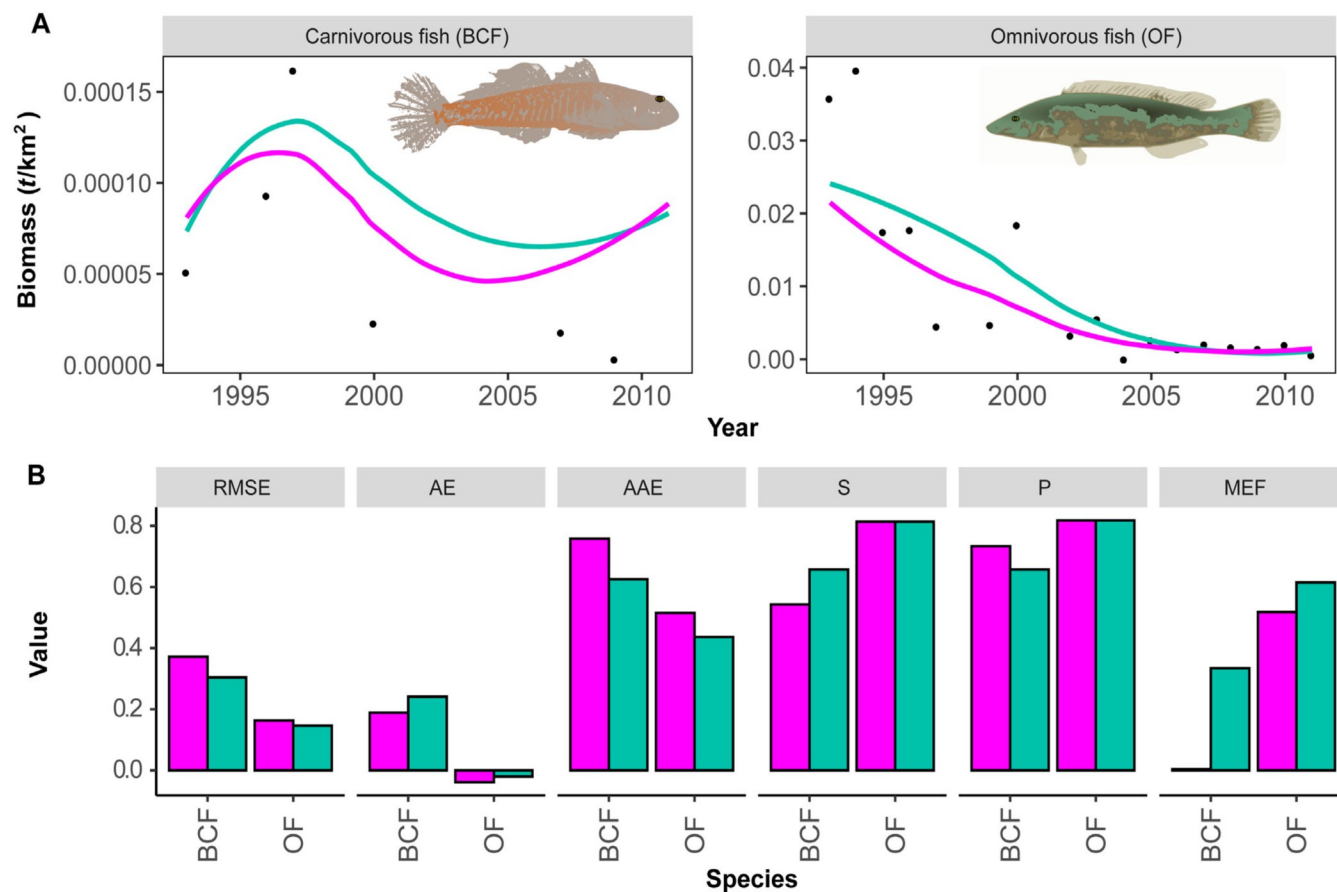 A
Carnivorous fish (BCF)
Omnivorous fish (OF)
Biomass (t/km²)
0.00015
0.00010
0.00005
0.00000
1995
2000
2005
2010
0.04
0.03
0.02
0.01
0.00
1995
2000
2005
2010
Year
B
RMSE
AE
AAE
S
P
MEF
Value
0.8
0.6
0.4
0.2
0.0
BCF
OF
BCF
OF
BCF
OF
BCF
OF
BCF
OF
BCF
OF
Species